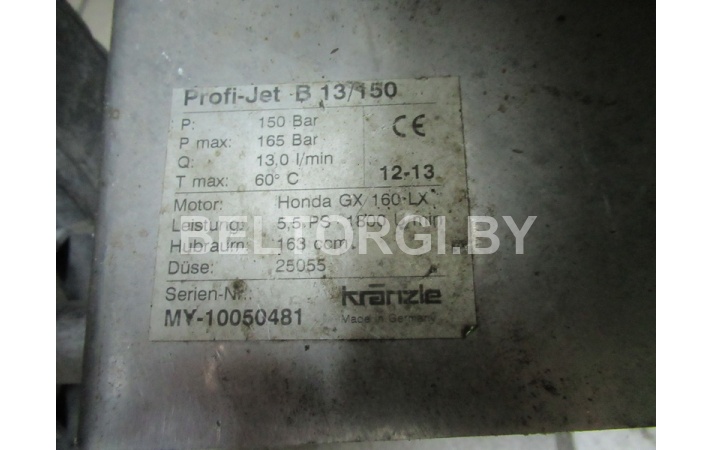 Profi-Jet B 13/150
P: 150 Bar
P max: 165 Bar
Q: 13,0 l/min
T max: 60° C
CE
12-13
Motor: Honda GX 160-LX
Leistung: 5,5 PS 1800 l/min
Hubraum: 163 ccm
Düse: 25055
Serien-Nr.:
MY-10050481
Kränzle
Made in Germany
BELTORGI.BY